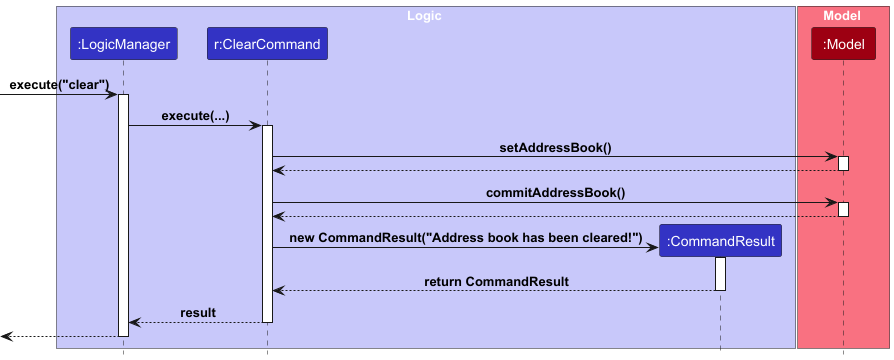 Logic
Model
:LogicManager
r:ClearCommand
:Model
execute("clear")
execute(...)
setAddressBook()
commitAddressBook()
new CommandResult("Address book has been cleared!")
:CommandResult
return CommandResult
result